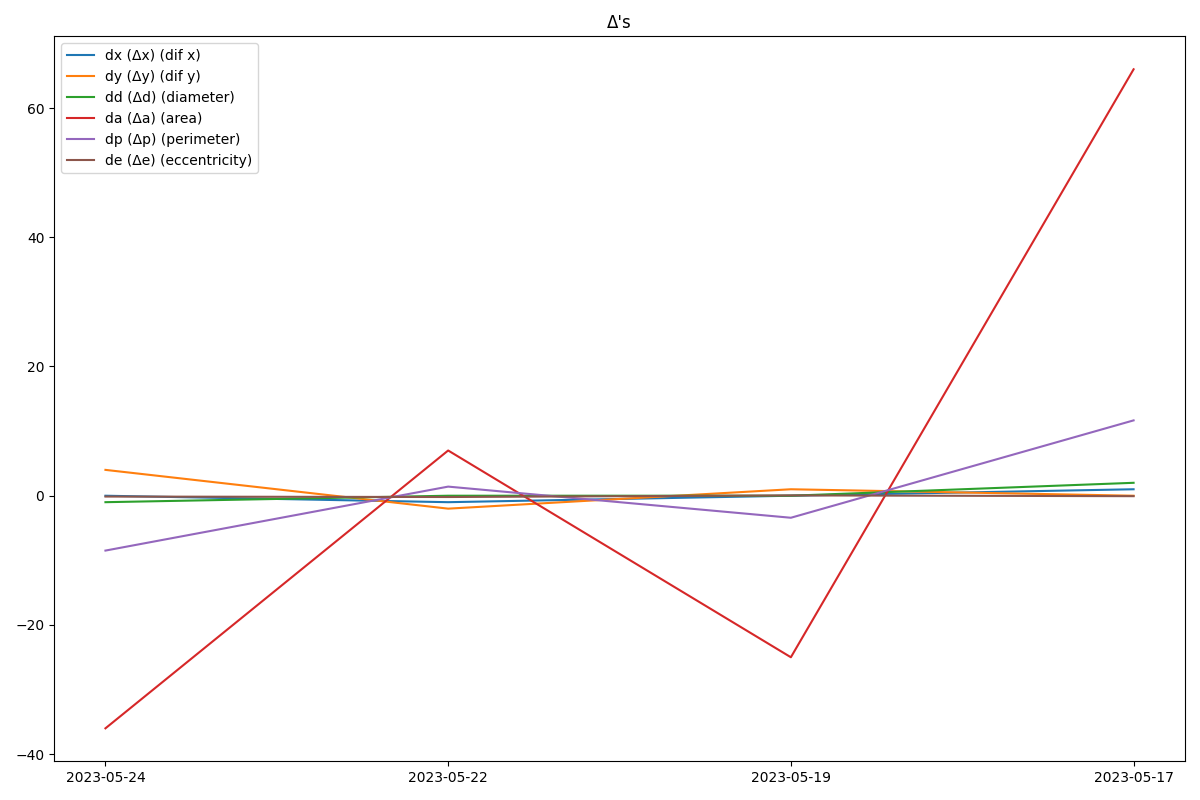 Δ's
dx (Δx) (dif x)
dy (Δy) (dif y)
dd (Δd) (diameter)
da (Δa) (area)
dp (Δp) (perimeter)
de (Δe) (eccentricity)
60
40
20
0
−20
−40
2023-05-24 2023-05-22 2023-05-19 2023-05-17